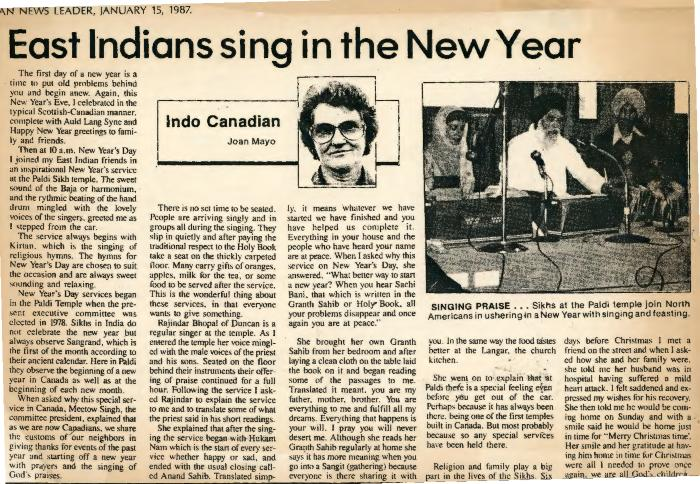 AN NEWS LEADER, JANUARY 15, 1987.
East Indians sing in the New Year
The first day of a new year is a
time to put old problems behind
you and begin anew. Again, this
New Year's Eve, I celebrated in the
typical Scottish-Canadian manner,
complete with Auld Lang Syne and
Happy New Year greetings to fami-
ly and friends.
Then at 10 a.m. New Year's Day
I joined my East Indian friends in
an inspirational New Year's service
at the Paldi Sikh temple. The sweet
sound of the Baja or harmonium,
and the rythmic beating of the hand
drum mingled with the lovely
voices of the singers, greeted me as
I stepped from the car.
The service always begins with
Kirtan, which is the singing of
religious hymns. The hymns for
New Year's Day are chosen to suit
the occasion and are always sweet
sounding and relaxing.
New Year's Day services began
in the Paldi Temple when the pre-
sent executive committee was
elected in 1978. Sikhs in India do
not celebrate the new year but
always observe Sangrand, which is
the first of the month according to
their ancient calendar. Here in Paldi
they observe the beginning of a new
year in Canada as well as at the
beginning of each new month.
When asked why this special ser-
vice in Canada, Meetow Singh, the
committee president, explained that
as we are now Canadians, we share
the customs of our neighbors in
giving thanks for events of the past
year and starting off a new year
with prayers and the singing of
God's praises.
Indo Canadian
Joan Mayo
There is no set time to be seated.
People are arriving singly and in
groups all during the singing. They
slip in quietly and after paying the
traditional respect to the Holy Book
take a seat on the thickly carpeted
floor. Many carry gifts of oranges,
apples, milk for the tea, or some
food to be served after the service.
This is the wonderful thing about
these services, in that everyone
wants to give something.
Rajindar Bhopal of Duncan is a
regular singer at the temple. As I
entered the temple her voice mingl-
ed with the male voices of the priest
and his sons. Seated on the floor
behind their instruments their offer-
ing of praise continued for a full
hour. Following the service I ask-
ed Rajindar to explain the service
to me and to translate some of what
the priest said in his short readings.
She explained that after the sing-
ing the service began with Hukam
Nam which is the start of every ser-
vice whether happy or sad, and
ended with the usual closing call-
ed Anand Sahib. Translated simp-
ly, it means whatever we have
started we have finished and you
have helped us complete it.
Everything in your house and the
people who have heard your name
are at peace. When I asked why this
service on New Year's Day, she
answered, "What better way to start
a new year? When you hear Sachi
Bani, that which is written in the
Granth Sahib or Holy Book, all
your problems disappear and once
again you are at peace."
She brought her own Granth
Sahib from her bedroom and after
laying a clean cloth on the table laid
the book on it and began reading
some of the passages to me.
Translated it meant, you are my
father, mother, brother. You are
everything to me and fulfill all my
dreams. Everything that happens is
your will. I pray you will never
desert me. Although she reads her
Granth Sahib regularly at home she
says it has more meaning when you
go into a Sangit (gathering) because
everyone is there sharing it with
SINGING PRAISE . . . Sikhs at the Paldi temple join North
Americans in ushering in a New Year with singing and feasting.
you. In the same way the food tastes
better at the Langar, the church
kitchen.
She went on to explain that at
Paldi there is a special feeling even
before you get out of the car.
Perhaps because it has always been
there, being one of the first temples
built in Canada. But most probably
because so any special services
have been held there.
Religion and family play a big
part in the lives of the Sikhs. Six
days before Christmas I met a
friend on the street and when I ask-
ed how she and her family were,
she told me her husband was in
hospital having suffered a mild
heart attack. I felt saddened and ex-
pressed my wishes for his recovery.
She then told me he would be com-
ing home on Sunday and with a
smile said he would be home just
in time for "Merry Christmas time'.
Her smile and her gratitude at hav-
ing him home in time for Christmas
were all I needed to prove once
again, we are all God's children